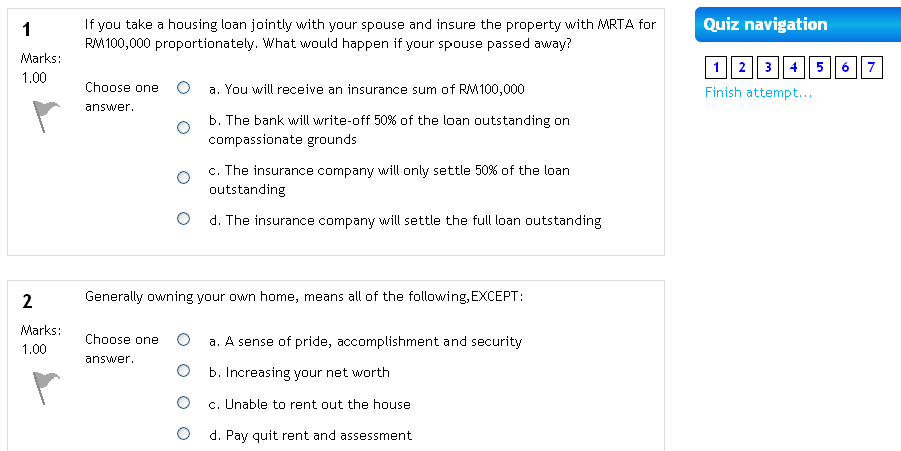 1
If you take a housing loan jointly with your spouse and insure the property with MRTA for
RM100,000 proportionately. What would happen if your spouse passed away?
Marks:
1.00
Choose one
answer.
a. You will receive an insurance sum of RM100,000
b. The bank will write-off 50% of the loan outstanding on
compassionate grounds
c. The insurance company will only settle 50% of the loan
outstanding
d. The insurance company will settle the full loan outstanding
2
Generally owning your own home, means all of the following,EXCEPT:
Marks:
1.00
Choose one
answer.
a. A sense of pride, accomplishment and security
b. Increasing your net worth
c. Unable to rent out the house
d. Pay quit rent and assessment
Quiz navigation
1 2 3 4 5 6 7
Finish attempt...